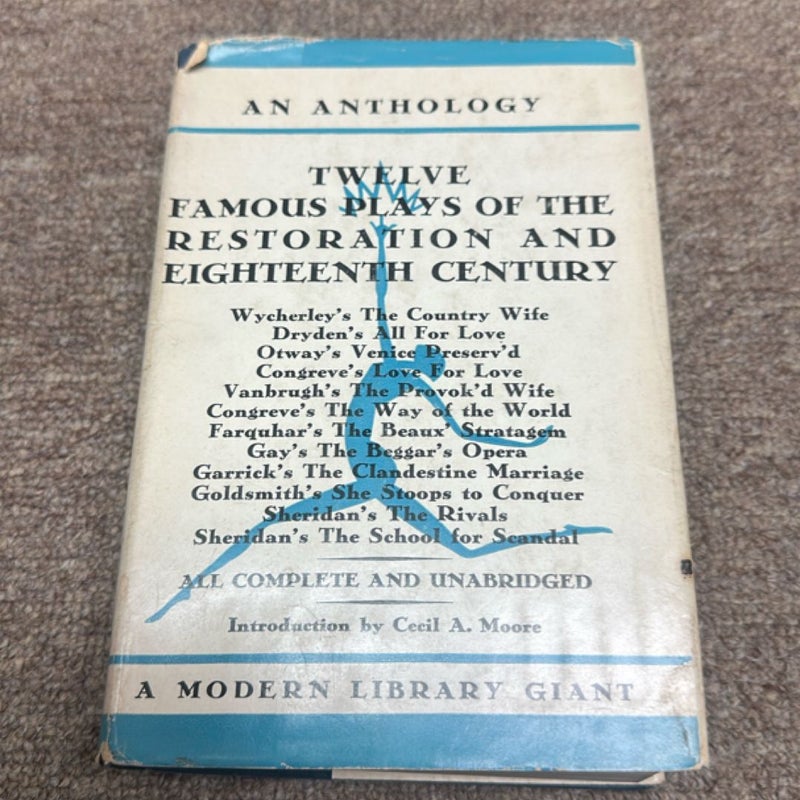 AN ANTHOLOGY
TWELVE
FAMOUS PLAYS OF THE
RESTORATION AND
EIGHTEENTH CENTURY
Wycherley's The Country Wife
Dryden's All For Love
Otway's Venice Preserv'd
Congreve's Love For Love
Vanbrugh's The Provok'd Wife
Congreve's The Way of the World
Farquhar's The Beaux' Stratagem
Gay's The Beggar's Opera
Garrick's The Clandestine Marriage
Goldsmith's She Stoops to Conquer
Sheridan's The Rivals
Sheridan's The School for Scandal
ALL COMPLETE AND UNABRIDGED
Introduction by Cecil A. Moore
A MODERN LIBRARY GIANT